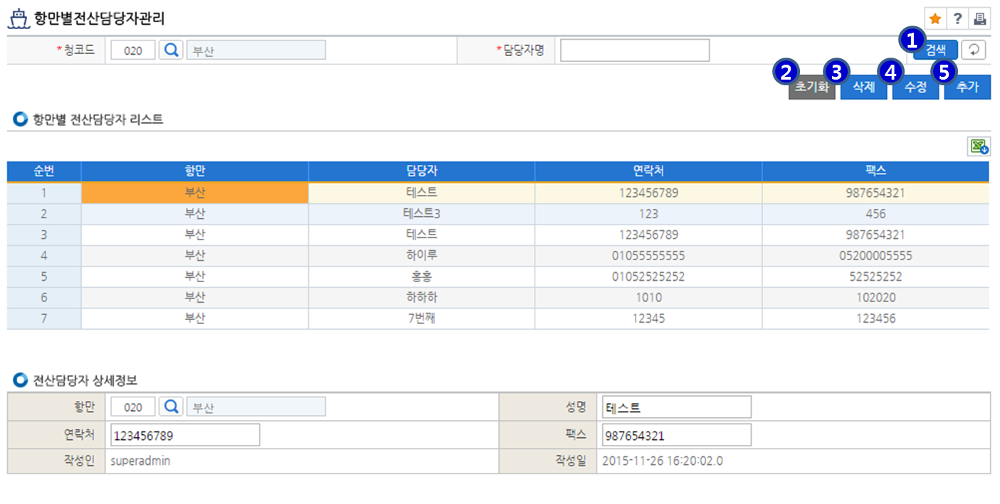 항만별전산담당자관리
?
*청코드 020 부산 *담당자명 1 검색
2 초기화 3 삭제 4 수정 5 추가
항만별 전산담당자 리스트
순번 항만 담당자 연락처 팩스
1 부산 테스트 123456789 987654321
2 부산 테스트3 123 456
3 부산 테스트 123456789 987654321
4 부산 하이루 01055555555 05200005555
5 부산 홍홍 01052525252 52525252
6 부산 하하하 1010 102020
7 부산 7번째 12345 123456
전산담당자 상세정보
항만 020 부산 성명 테스트
연락처 123456789 팩스 987654321
작성인 superadmin 작성일 2015-11-26 16:20:02.0